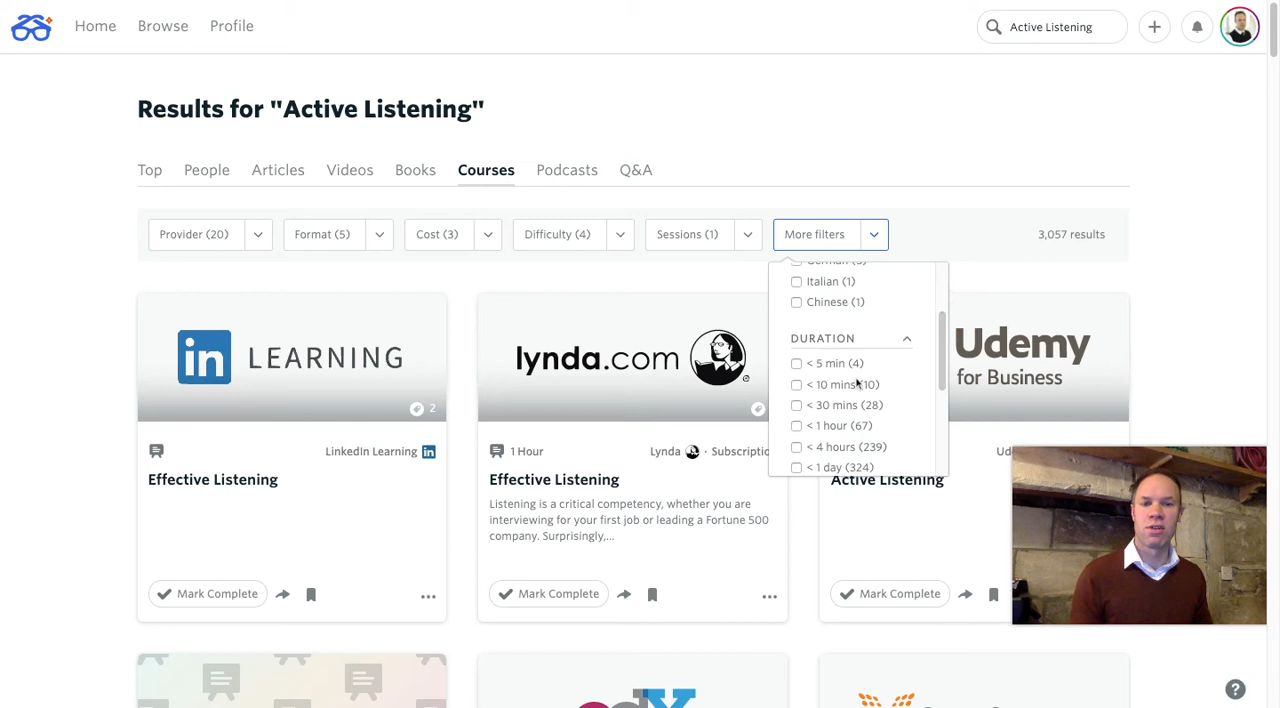 Home
Browse
Profile
Active Listening
Results for "Active Listening"
Top
People
Articles
Videos
Books
Courses
Podcasts
Q&A
Provider (20)
Format (5)
Cost (3)
Difficulty (4)
Sessions (1)
More filters
3,057 results
German (3)
Italian (1)
Chinese (1)
DURATION
< 5 min (4)
< 10 mins (10)
< 30 mins (28)
< 1 hour (67)
< 4 hours (239)
< 1 day (324)
in LEARNING
2
LinkedIn Learning in
Effective Listening
Mark Complete
lynda.com
1 Hour
Lynda · Subscriptio
Effective Listening
Listening is a critical competency, whether you are
interviewing for your first job or leading a Fortune 500
company. Surprisingly,...
Mark Complete
Udemy
for Business
Active Listening
Mark Complete
edX
?